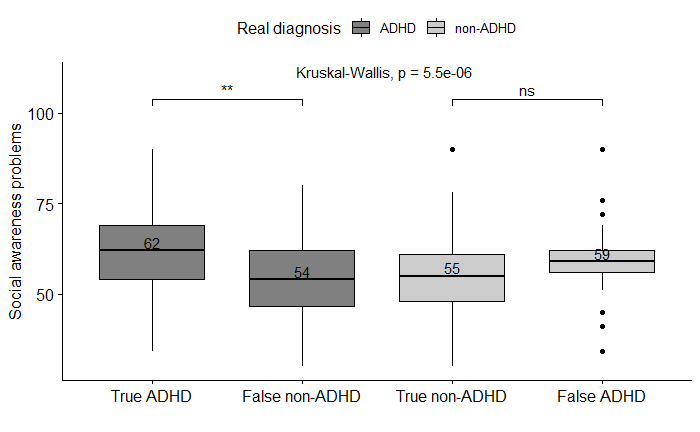 Real diagnosis ADHD non-ADHD
Kruskal-Wallis, p = 5.5e-06
** ns
100
75
50
Social awareness problems
62 54 55 59
True ADHD False non-ADHD True non-ADHD False ADHD